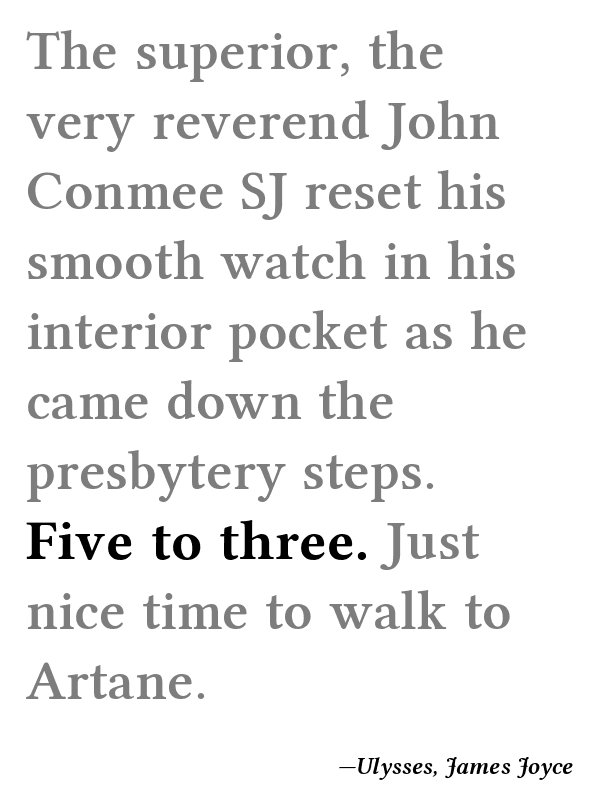 The superior, the
very reverend John
Conmee SJ reset his
smooth watch in his
interior pocket as he
came down the
presbytery steps.
Five to three. Just
nice time to walk to
Artane.
—Ulysses, James Joyce